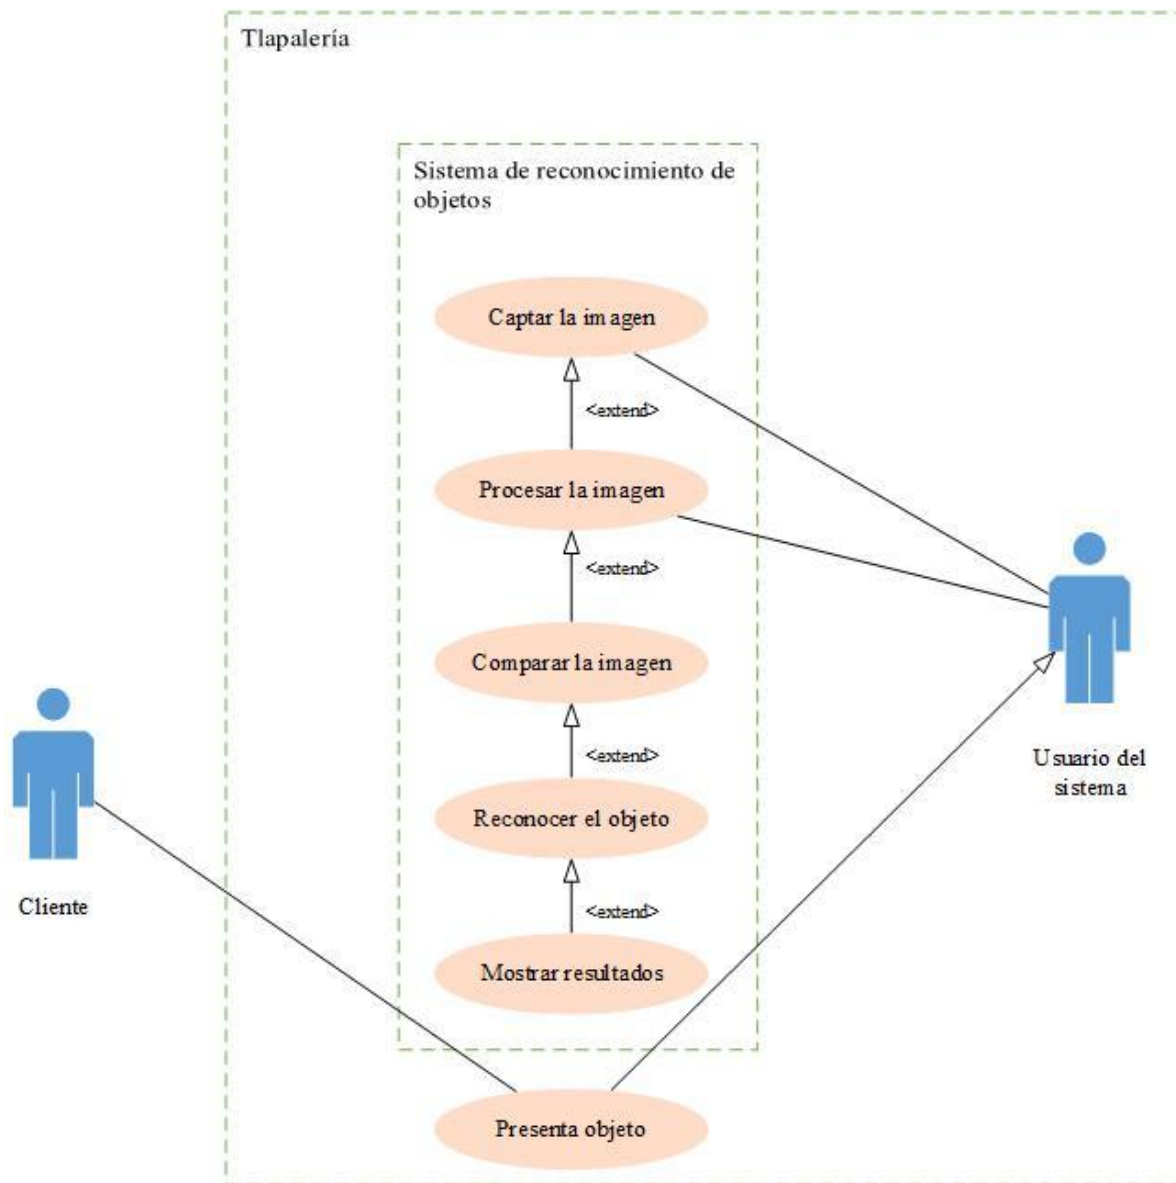 Tlapalería
Sistema de reconocimiento de
objetos
Captar la imagen
<extend>
Procesar la imagen
<extend>
Comparar la imagen
<extend>
Reconocer el objeto
<extend>
Mostrar resultados
Presenta objeto
Cliente
Usuario del
sistema